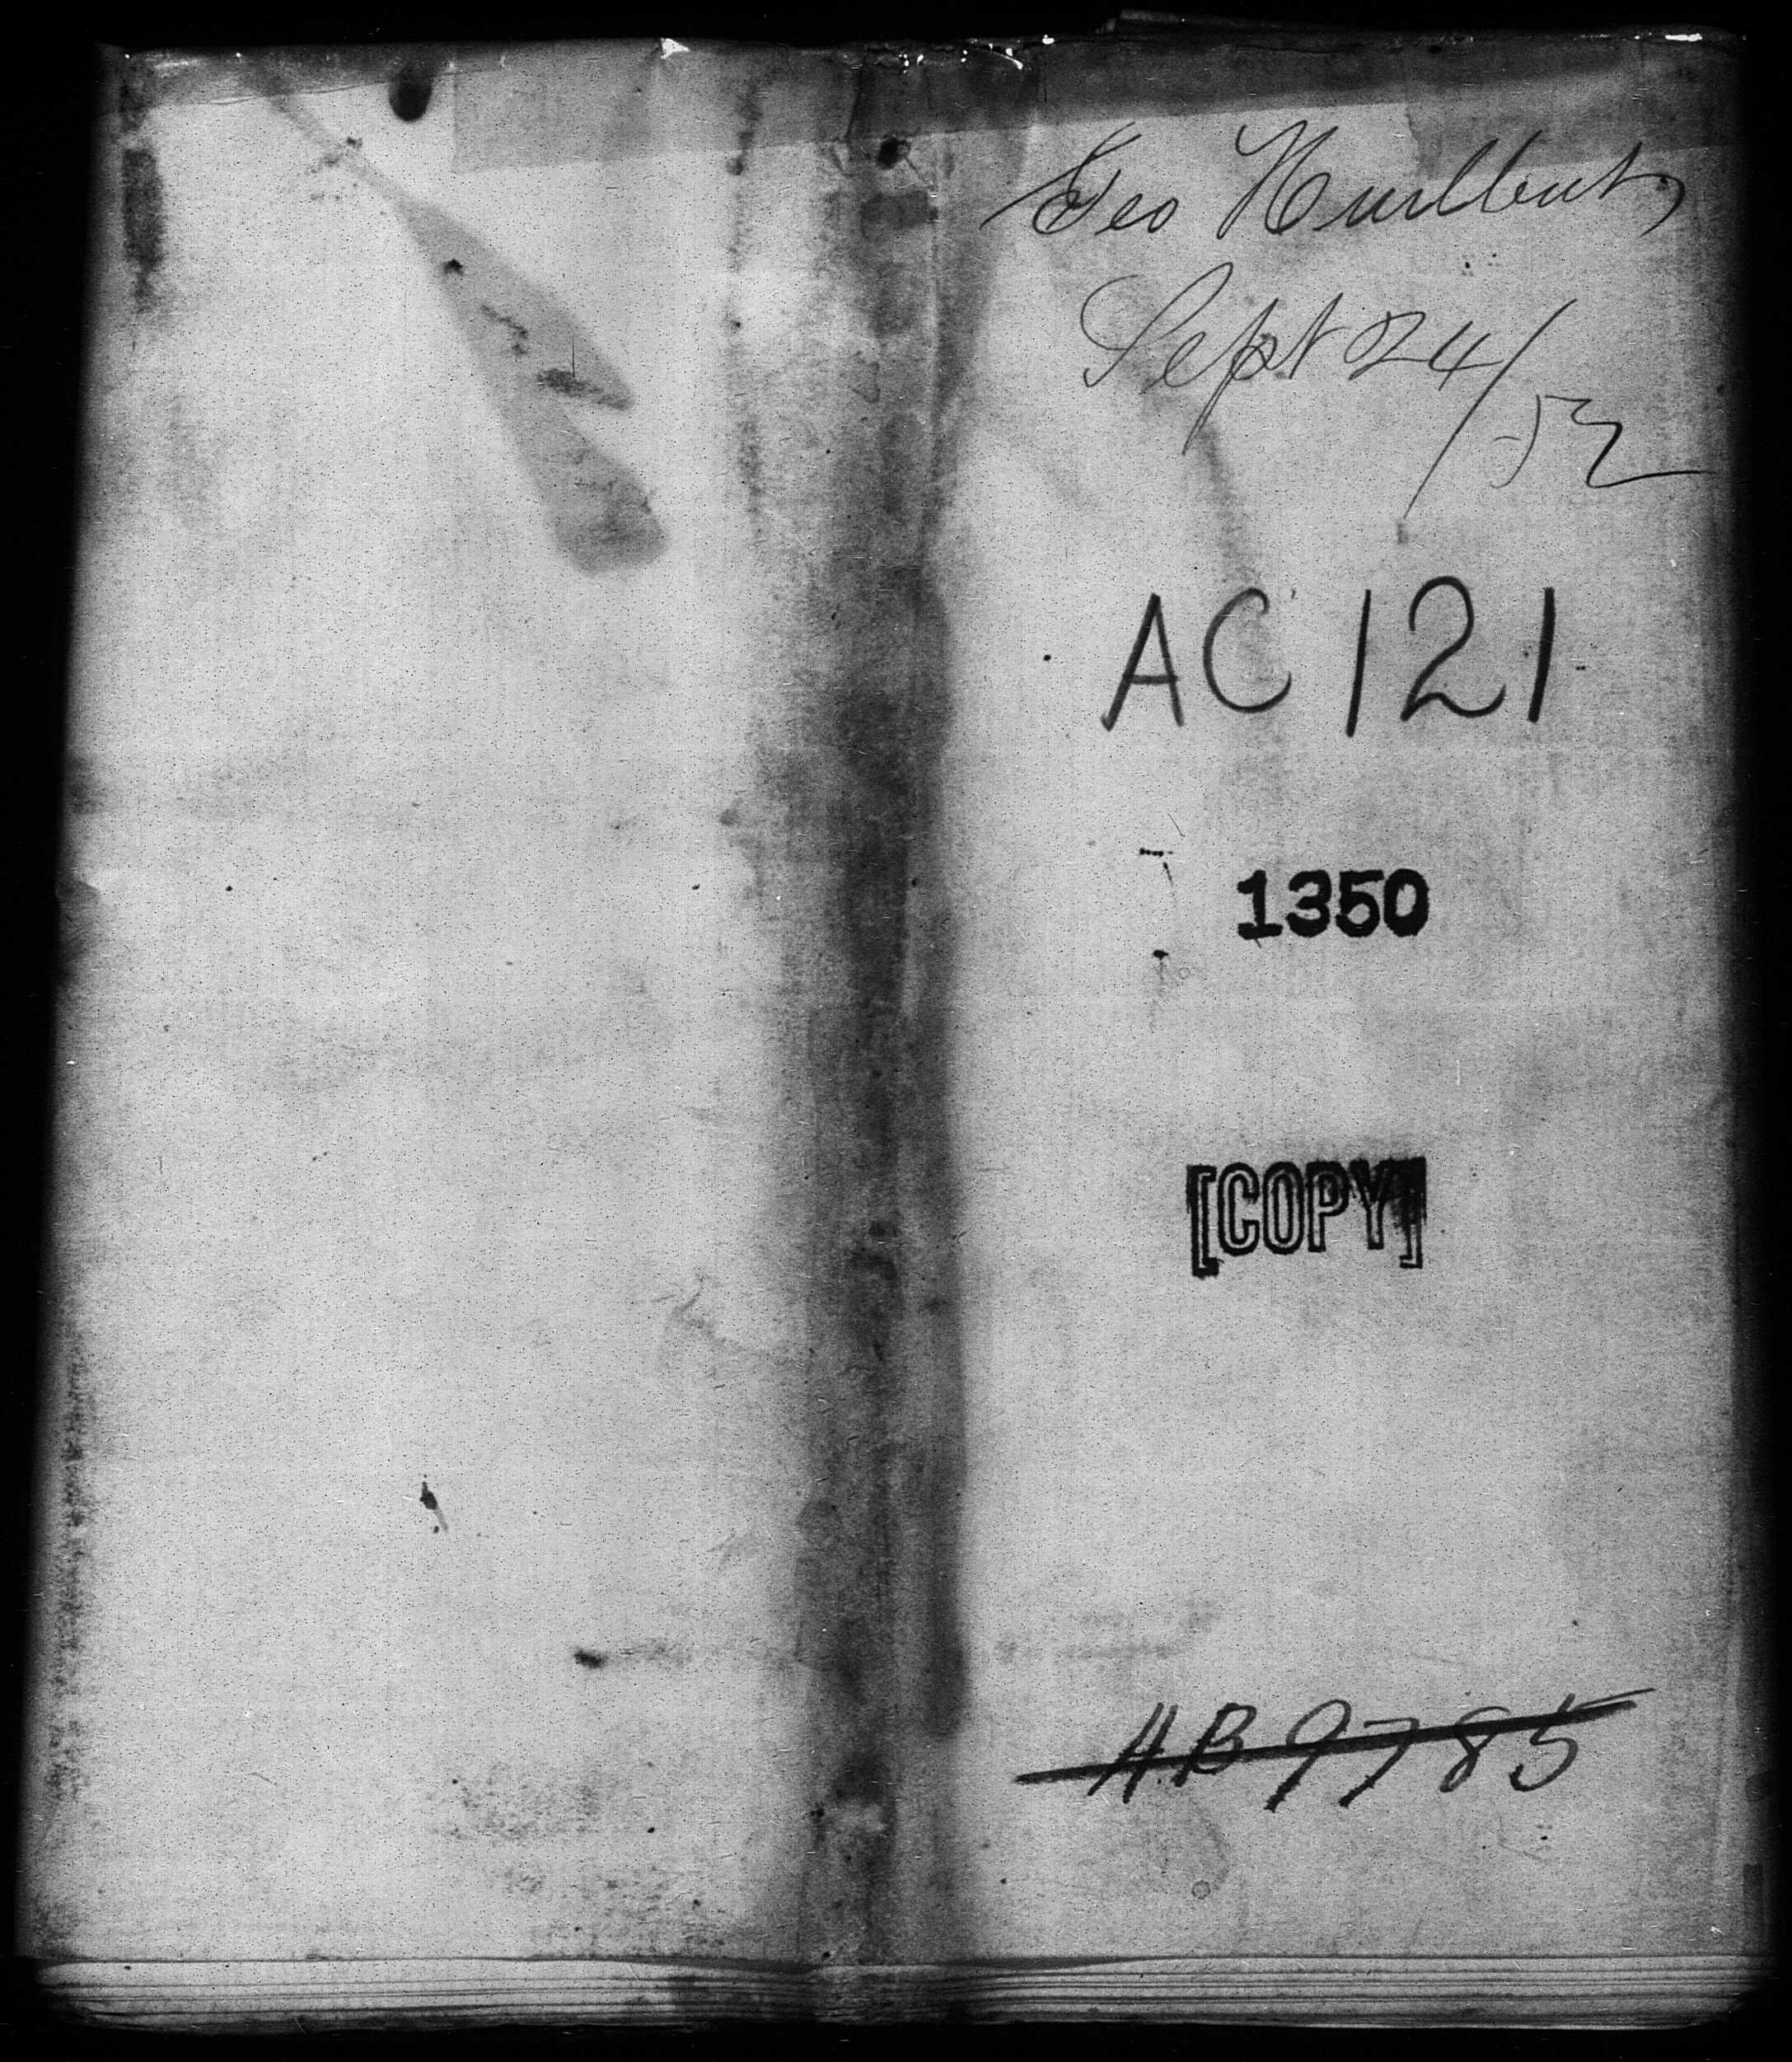 Geo Hurlbut
Sept 24/52
AC 121
1350
[COPY]
AB 9785